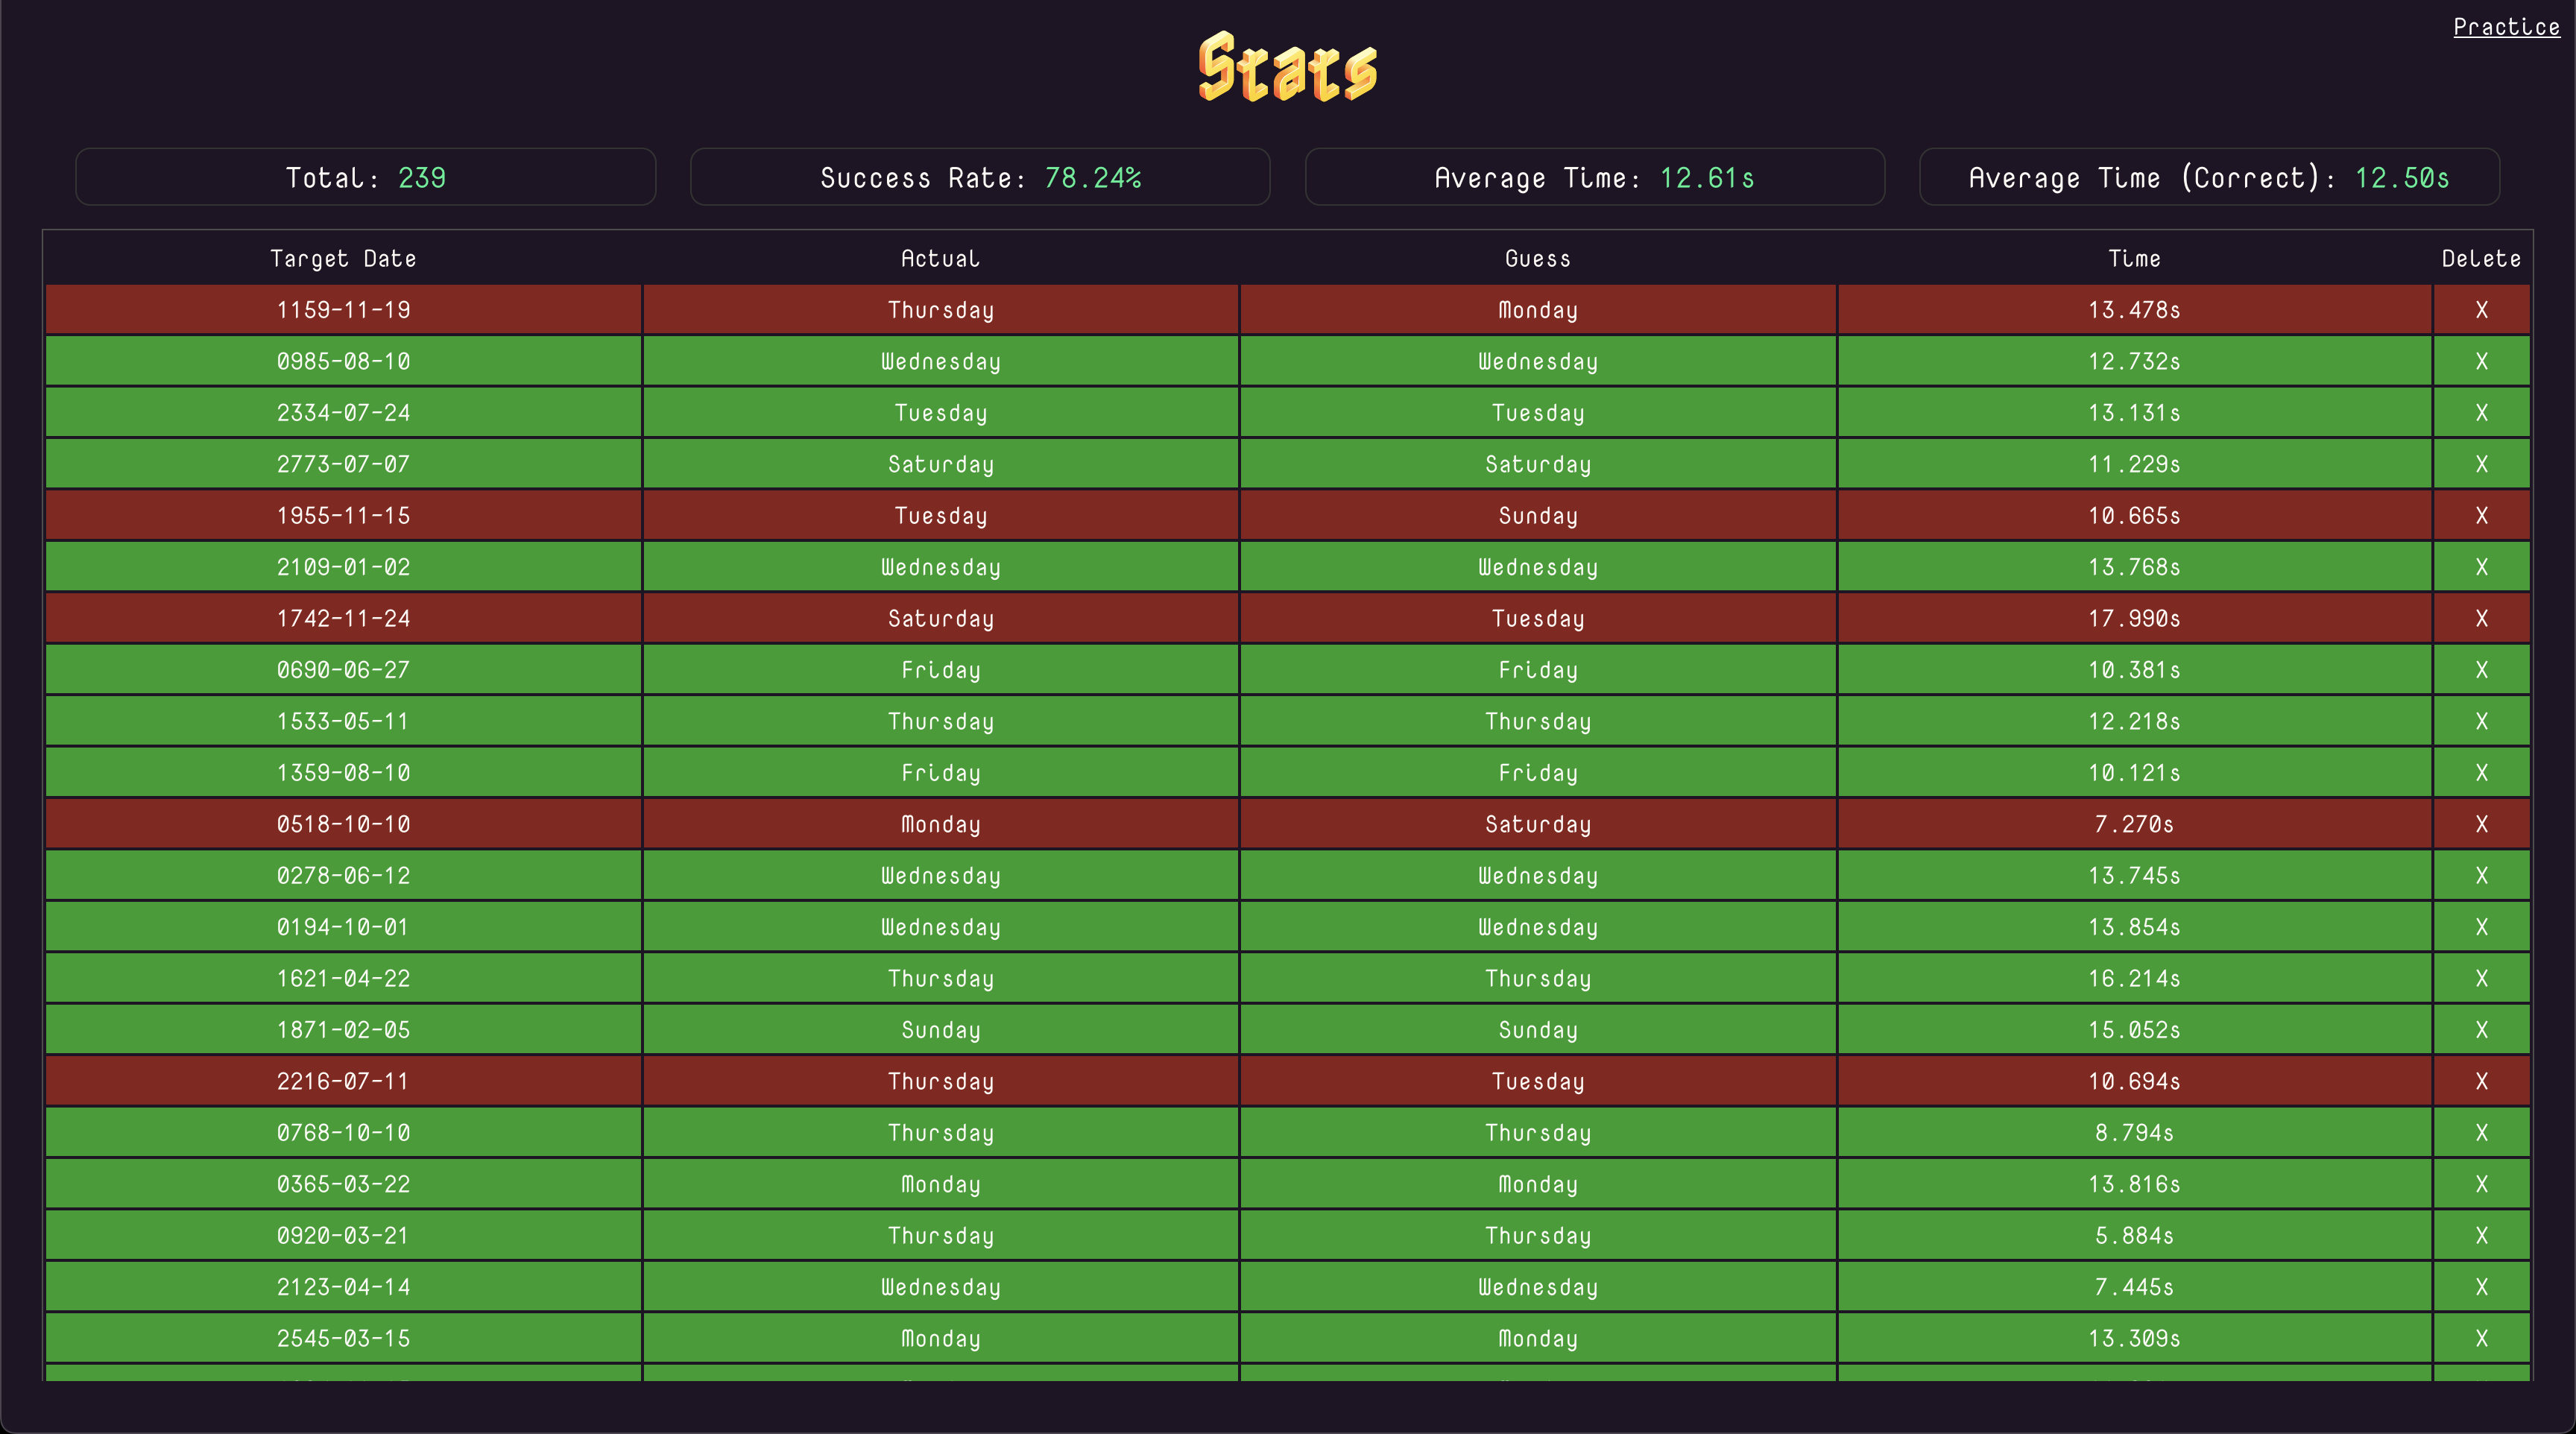 Practice
Stats
Total: 239 Success Rate: 78.24% Average Time: 12.61s Average Time (Correct): 12.50s
Target Date Actual Guess Time Delete
1159-11-19 Thursday Monday 13.478s X
0985-08-10 Wednesday Wednesday 12.732s X
2334-07-24 Tuesday Tuesday 13.131s X
2773-07-07 Saturday Saturday 11.229s X
1955-11-15 Tuesday Sunday 10.665s X
2109-01-02 Wednesday Wednesday 13.768s X
1742-11-24 Saturday Tuesday 17.990s X
0690-06-27 Friday Friday 10.381s X
1533-05-11 Thursday Thursday 12.218s X
1359-08-10 Friday Friday 10.121s X
0518-10-10 Monday Saturday 7.270s X
0278-06-12 Wednesday Wednesday 13.745s X
0194-10-01 Wednesday Wednesday 13.854s X
1621-04-22 Thursday Thursday 16.214s X
1871-02-05 Sunday Sunday 15.052s X
2216-07-11 Thursday Tuesday 10.694s X
0768-10-10 Thursday Thursday 8.794s X
0365-03-22 Monday Monday 13.816s X
0920-03-21 Thursday Thursday 5.884s X
2123-04-14 Wednesday Wednesday 7.445s X
2545-03-15 Monday Monday 13.309s X